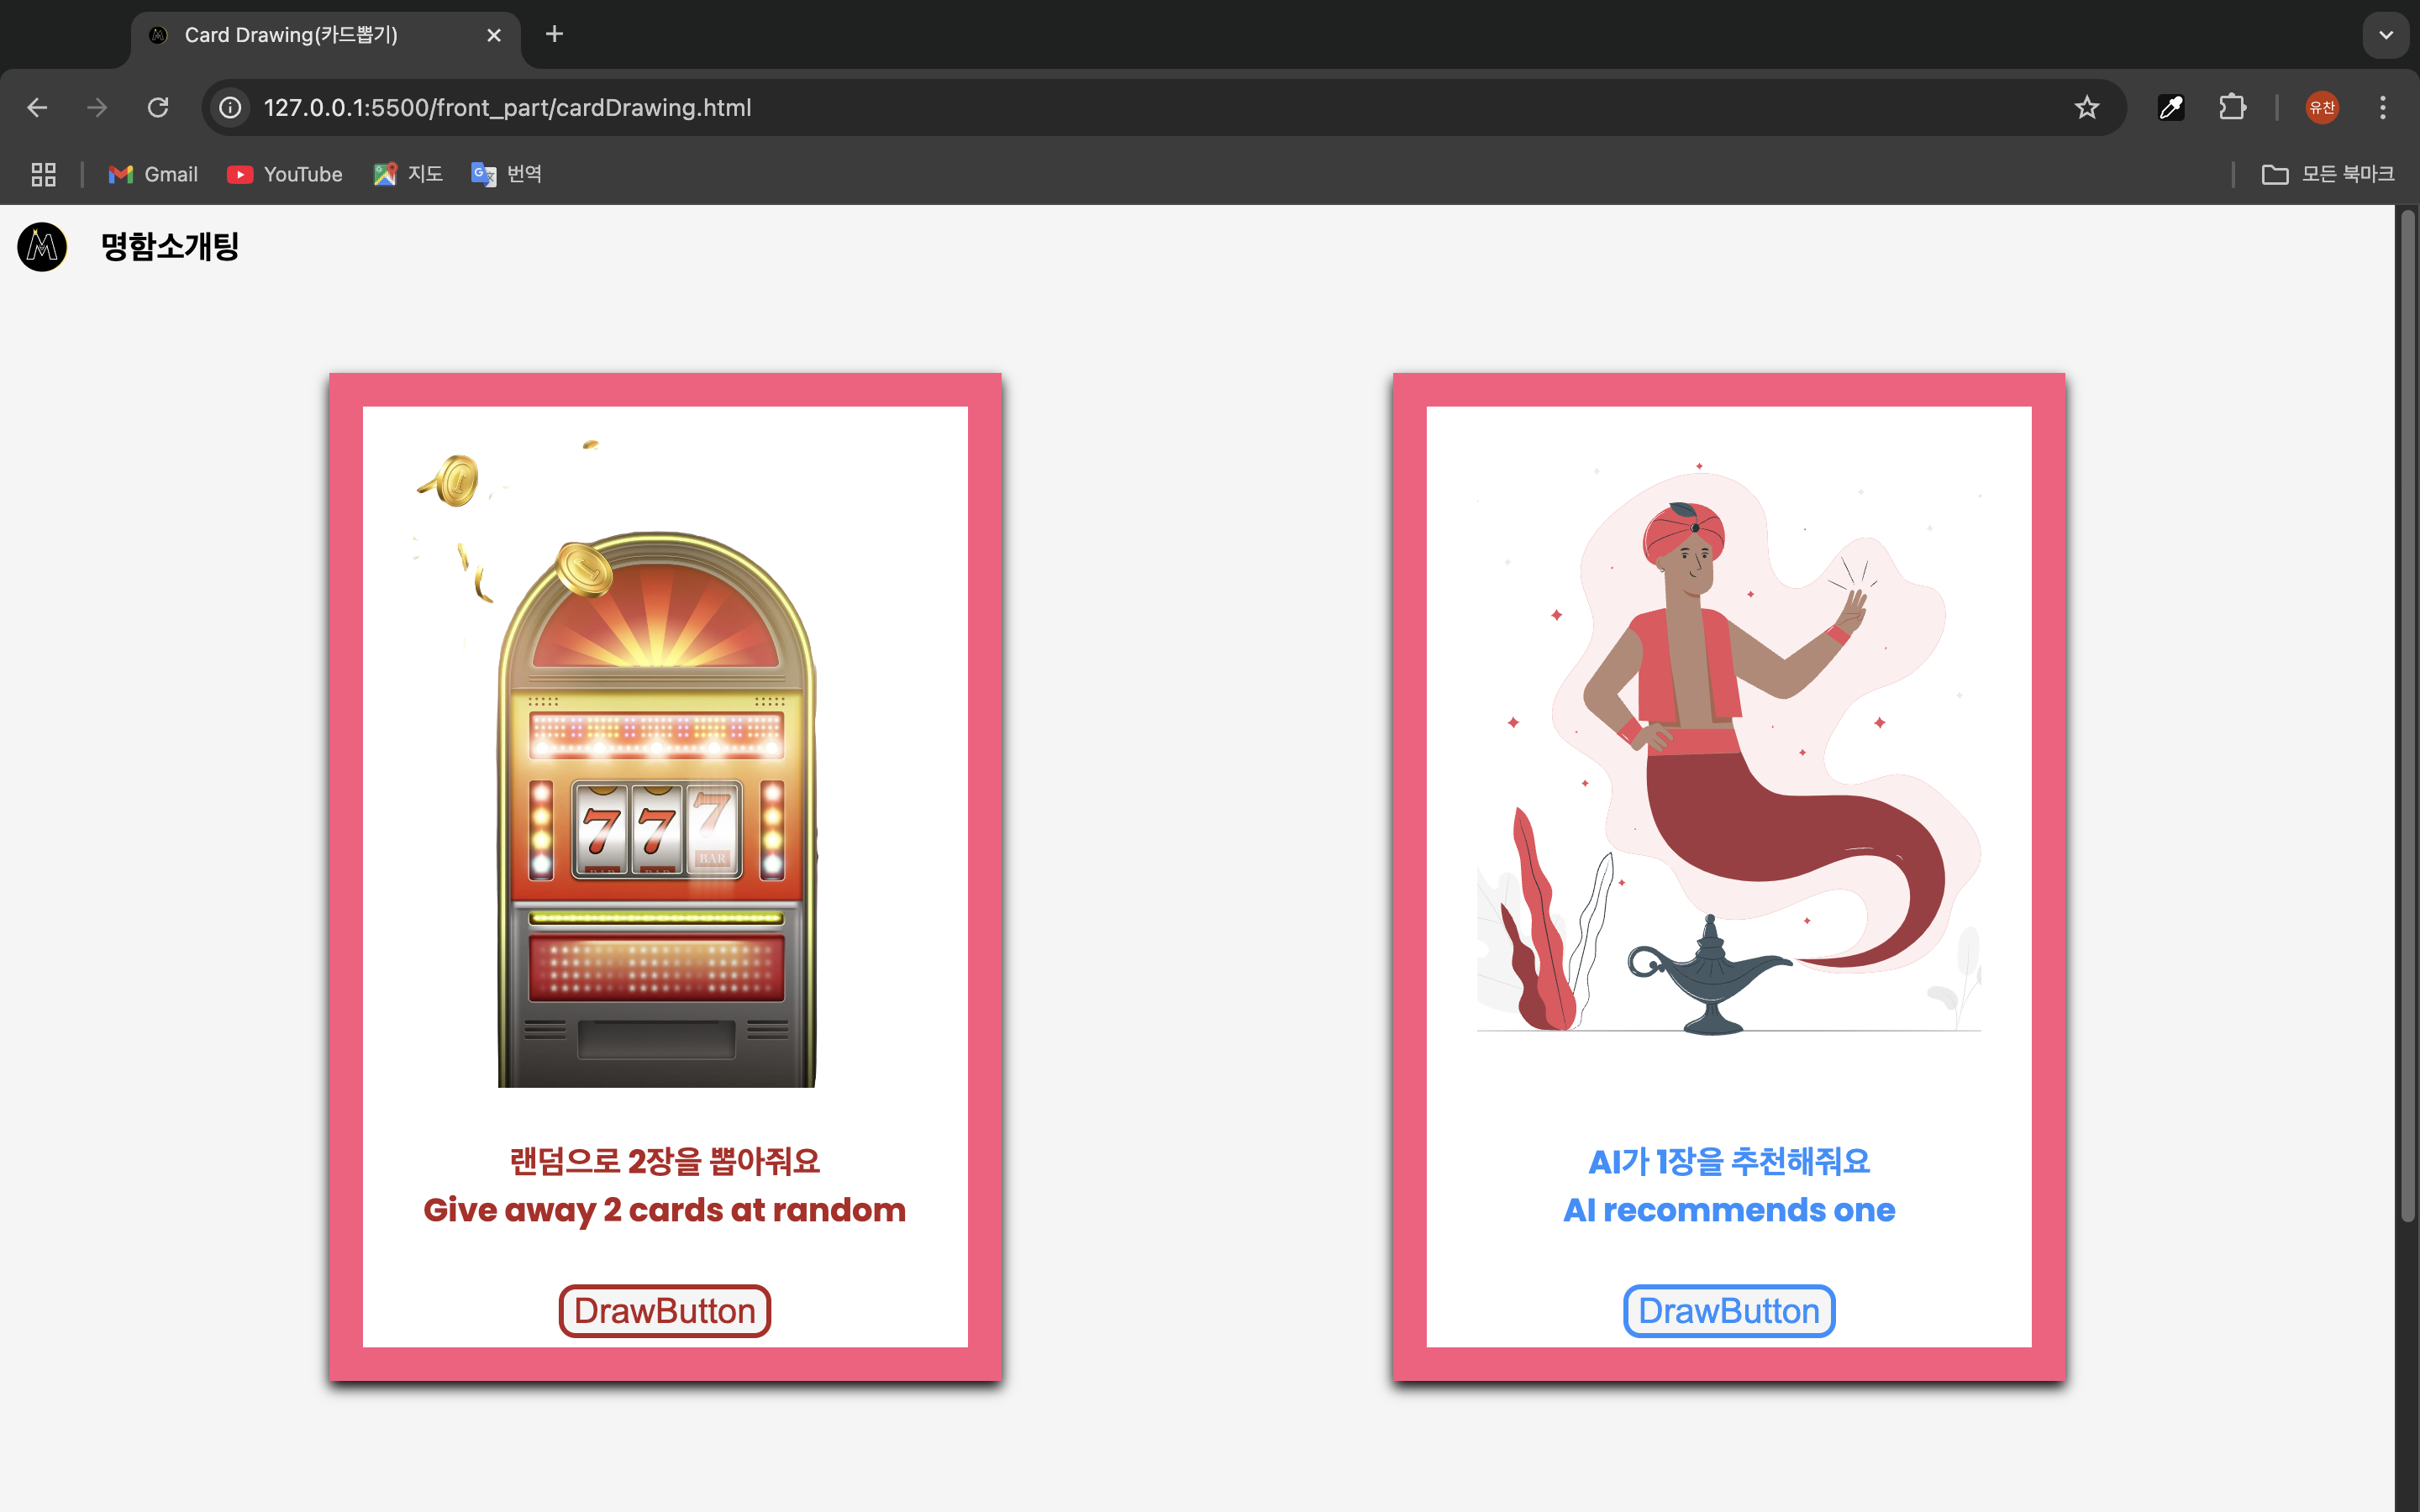 Card Drawing(카드뽑기)
127.0.0.1:5500/front_part/cardDrawing.html
유찬
Gmail
YouTube
지도
번역
모든 북마크
M
명함소개팅
7 7 7
BAR
랜덤으로 2장을 뽑아줘요
Give away 2 cards at random
DrawButton
AI가 1장을 추천해줘요
AI recommends one
DrawButton